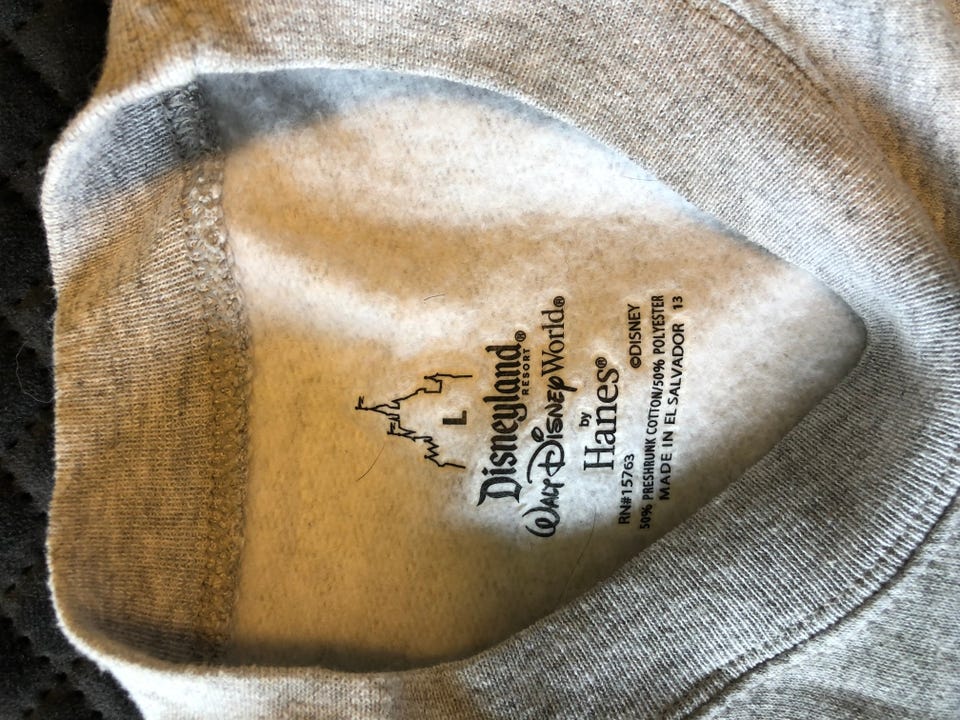 L
Disneyland®
RESORT
Walt Disney World®
by
Hanes®
RN#15763 ©DISNEY
50% PRESHRUNK COTTON/50% POLYESTER
MADE IN EL SALVADOR 13